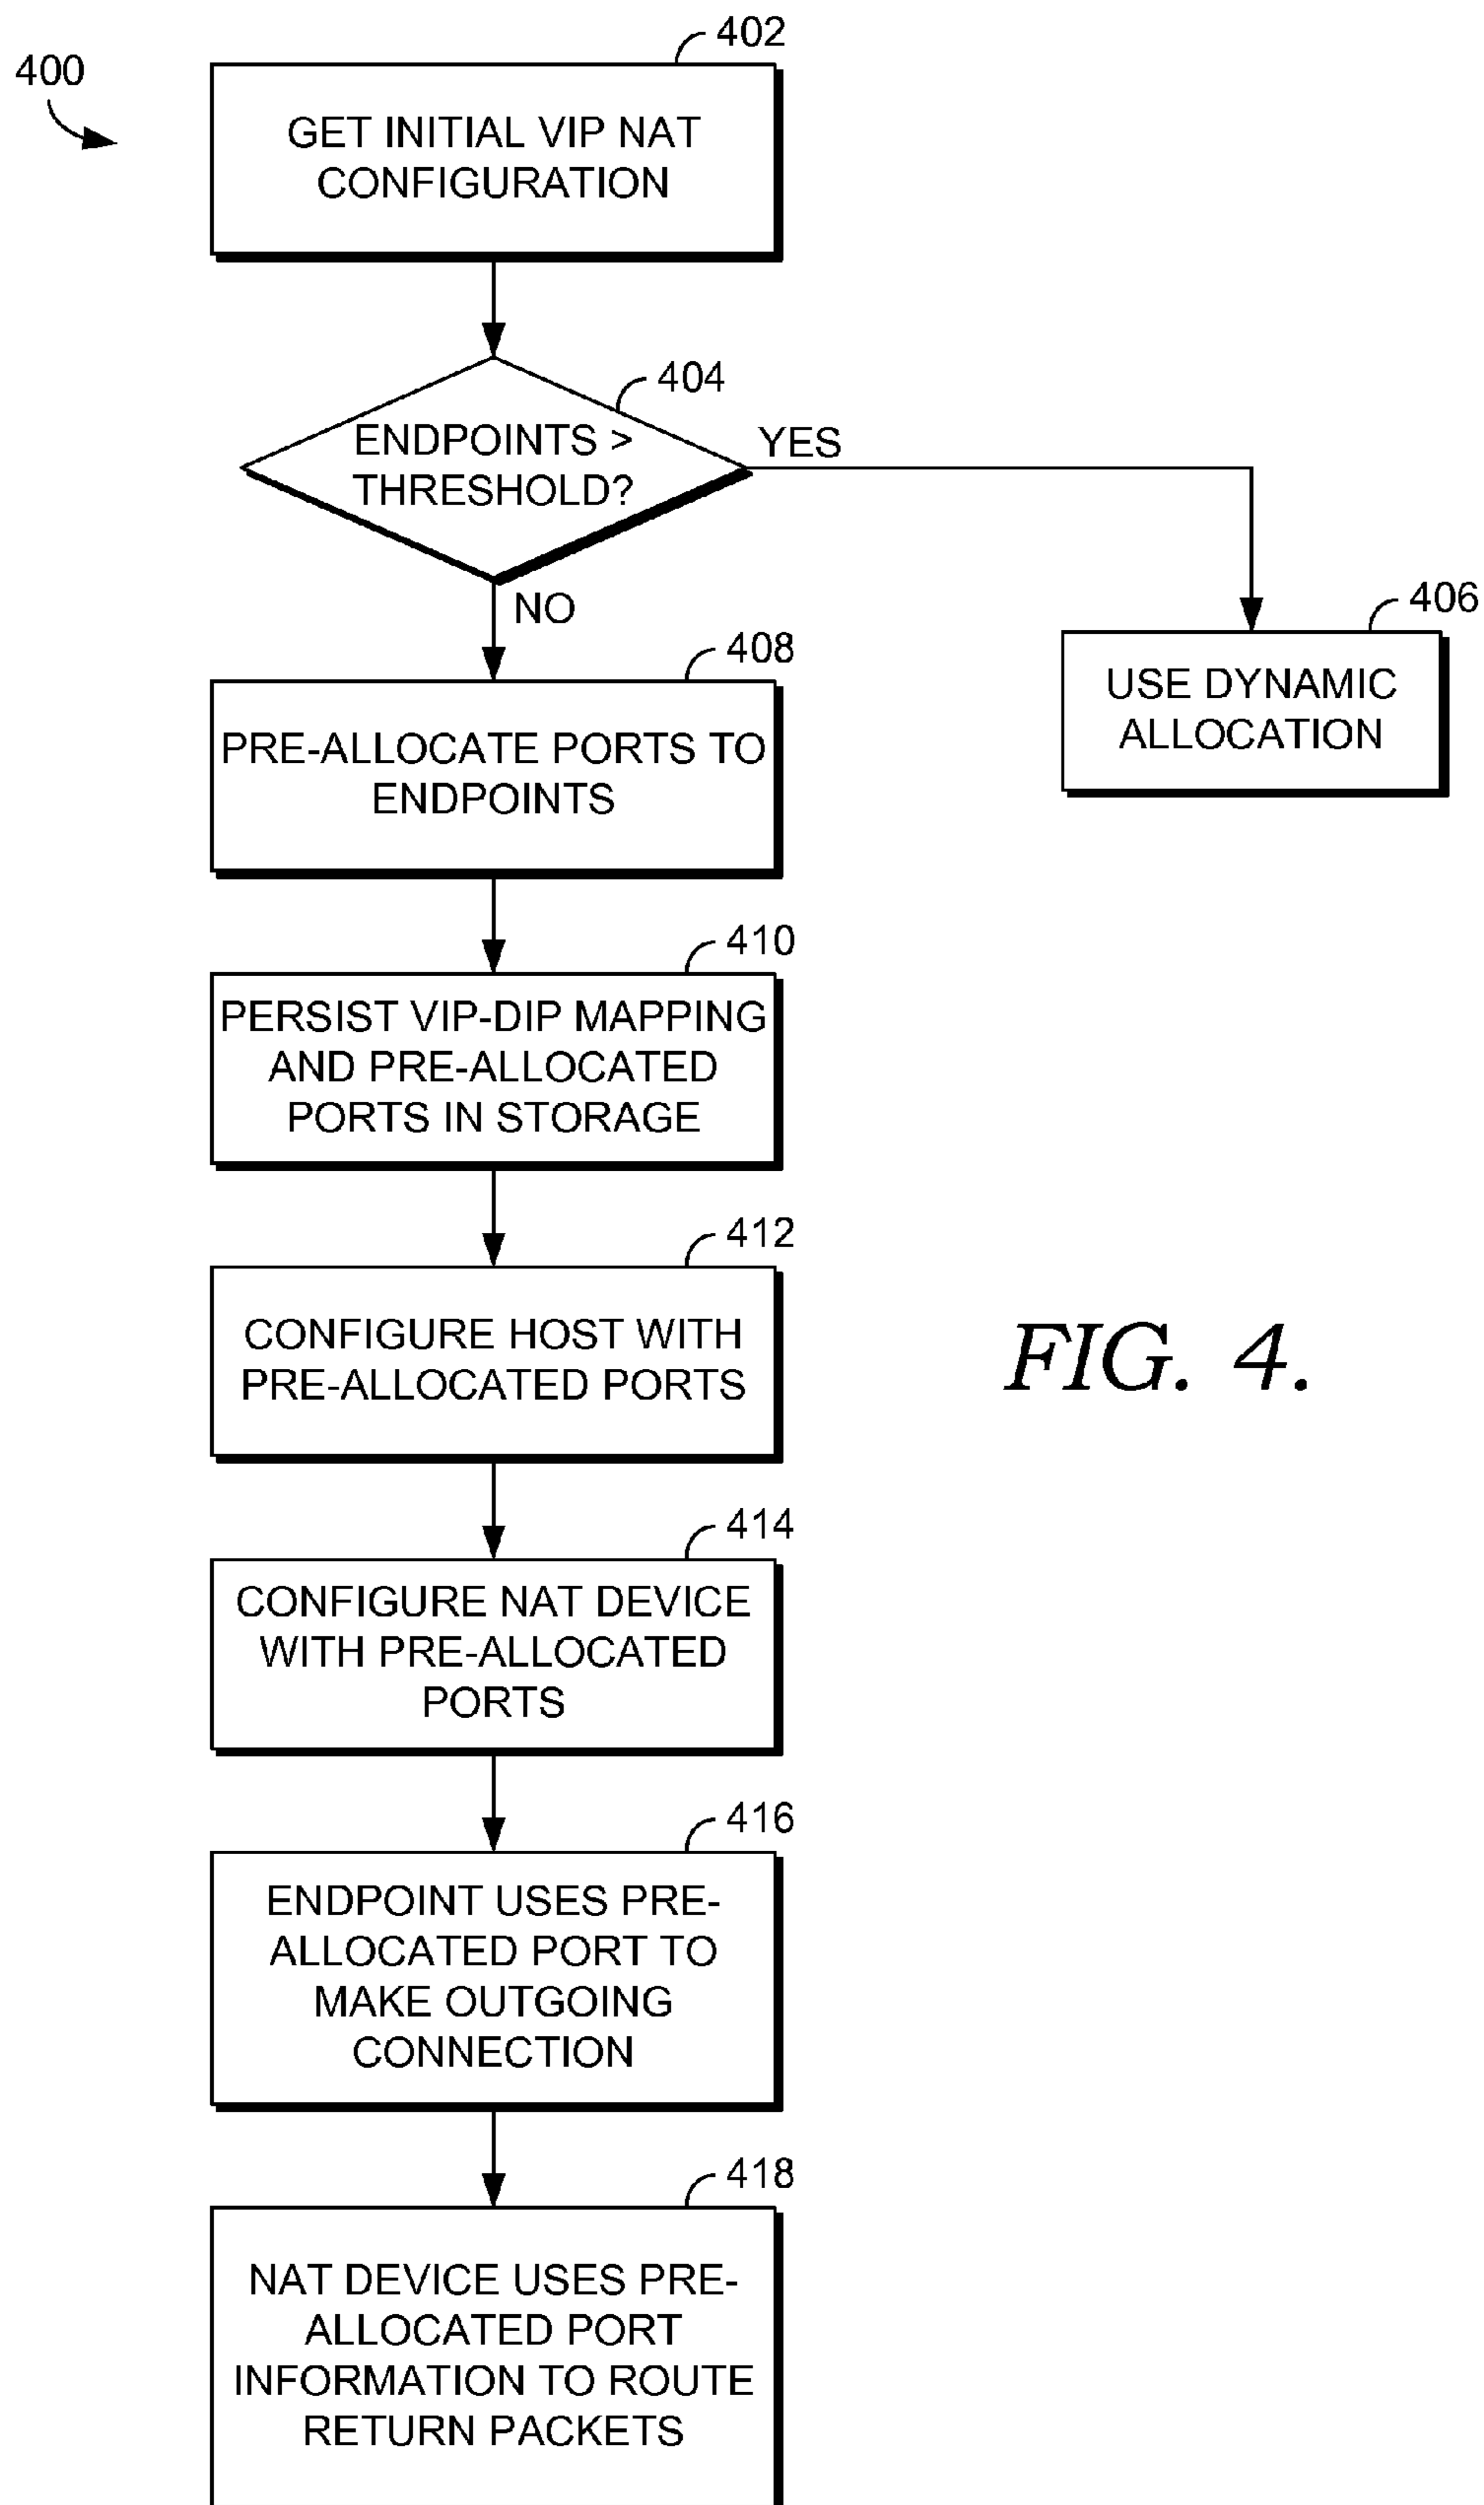 402
400
GET INITIAL VIP NAT
CONFIGURATION
404
ENDPOINTS >
THRESHOLD?
YES
NO
406
USE DYNAMIC
ALLOCATION
408
PRE-ALLOCATE PORTS TO
ENDPOINTS
410
PERSIST VIP-DIP MAPPING
AND PRE-ALLOCATED
PORTS IN STORAGE
412
CONFIGURE HOST WITH
PRE-ALLOCATED PORTS
FIG. 4.
414
CONFIGURE NAT DEVICE
WITH PRE-ALLOCATED
PORTS
416
ENDPOINT USES PRE-
ALLOCATED PORT TO
MAKE OUTGOING
CONNECTION
418
NAT DEVICE USES PRE-
ALLOCATED PORT
INFORMATION TO ROUTE
RETURN PACKETS